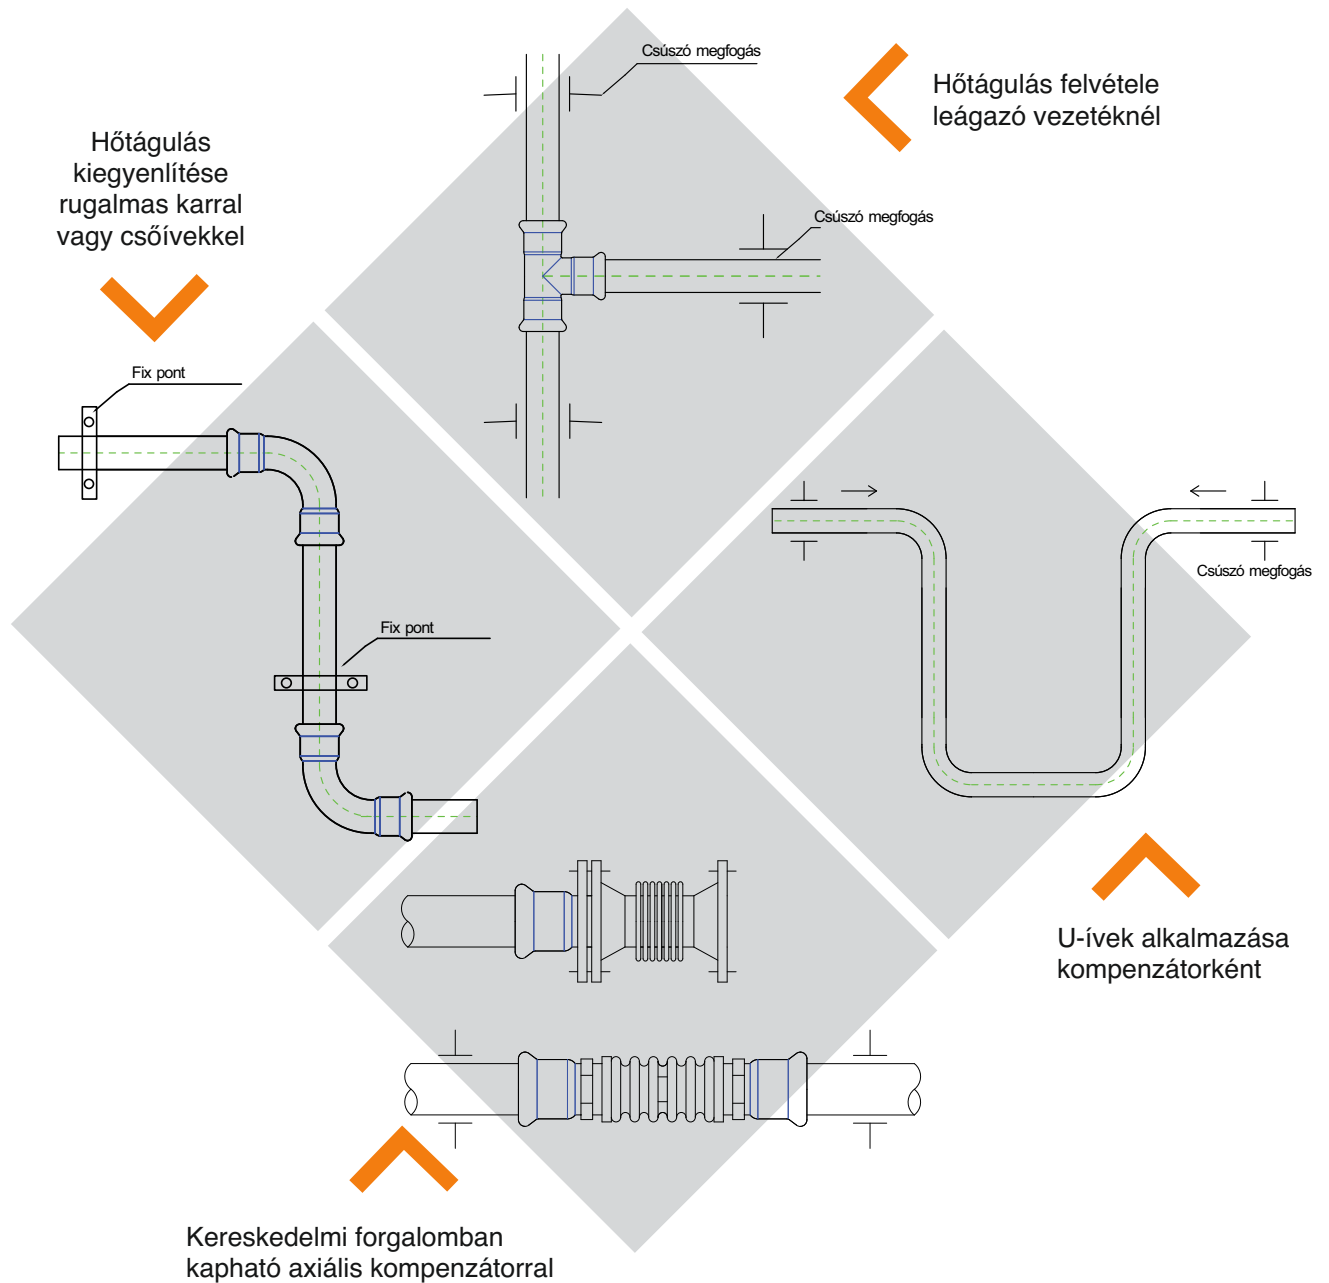 Csúszó megfogás
Hőtágulás felvétele
leágazó vezetéknél
Hőtágulás
kiegyenlítése
rugalmas karral
vagy csőívekkel
Csúszó megfogás
Fix pont
Csúszó megfogás
Fix pont
U-ívek alkalmazása
kompenzátorként
Kereskedelmi forgalomban
kapható axiális kompenzátorral